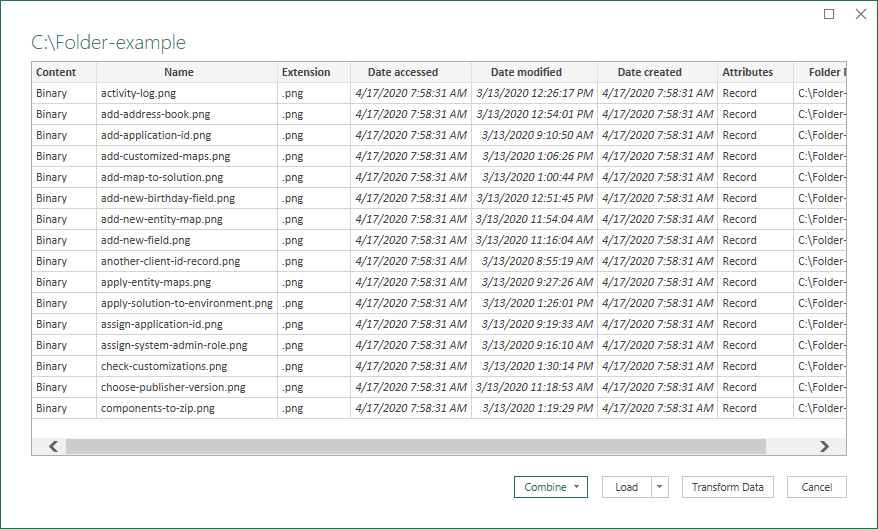 C:\Folder-example
Content Name Extension Date accessed Date modified Date created Attributes Folder P
Binary activity-log.png .png 4/17/2020 7:58:31 AM 3/13/2020 12:26:17 PM 4/17/2020 7:58:31 AM Record C:\Folder-
Binary add-address-book.png .png 4/17/2020 7:58:31 AM 3/13/2020 12:54:01 PM 4/17/2020 7:58:31 AM Record C:\Folder-
Binary add-application-id.png .png 4/17/2020 7:58:31 AM 3/13/2020 9:10:50 AM 4/17/2020 7:58:31 AM Record C:\Folder-
Binary add-customized-maps.png .png 4/17/2020 7:58:31 AM 3/13/2020 1:06:26 PM 4/17/2020 7:58:31 AM Record C:\Folder-
Binary add-map-to-solution.png .png 4/17/2020 7:58:31 AM 3/13/2020 1:00:44 PM 4/17/2020 7:58:31 AM Record C:\Folder-
Binary add-new-birthday-field.png .png 4/17/2020 7:58:31 AM 3/13/2020 12:51:45 PM 4/17/2020 7:58:31 AM Record C:\Folder-
Binary add-new-entity-map.png .png 4/17/2020 7:58:31 AM 3/13/2020 11:54:04 AM 4/17/2020 7:58:31 AM Record C:\Folder-
Binary add-new-field.png .png 4/17/2020 7:58:31 AM 3/13/2020 11:16:04 AM 4/17/2020 7:58:31 AM Record C:\Folder-
Binary another-client-id-record.png .png 4/17/2020 7:58:31 AM 3/13/2020 8:55:19 AM 4/17/2020 7:58:31 AM Record C:\Folder-
Binary apply-entity-maps.png .png 4/17/2020 7:58:31 AM 3/13/2020 9:27:26 AM 4/17/2020 7:58:31 AM Record C:\Folder-
Binary apply-solution-to-environment.png .png 4/17/2020 7:58:31 AM 3/13/2020 1:26:01 PM 4/17/2020 7:58:31 AM Record C:\Folder-
Binary assign-application-id.png .png 4/17/2020 7:58:31 AM 3/13/2020 9:19:33 AM 4/17/2020 7:58:31 AM Record C:\Folder-
Binary assign-system-admin-role.png .png 4/17/2020 7:58:31 AM 3/13/2020 9:16:10 AM 4/17/2020 7:58:31 AM Record C:\Folder-
Binary check-customizations.png .png 4/17/2020 7:58:31 AM 3/13/2020 1:30:14 PM 4/17/2020 7:58:31 AM Record C:\Folder-
Binary choose-publisher-version.png .png 4/17/2020 7:58:31 AM 3/13/2020 11:18:53 AM 4/17/2020 7:58:31 AM Record C:\Folder-
Binary components-to-zip.png .png 4/17/2020 7:58:31 AM 3/13/2020 1:19:29 PM 4/17/2020 7:58:31 AM Record C:\Folder-
Combine Load Transform Data Cancel